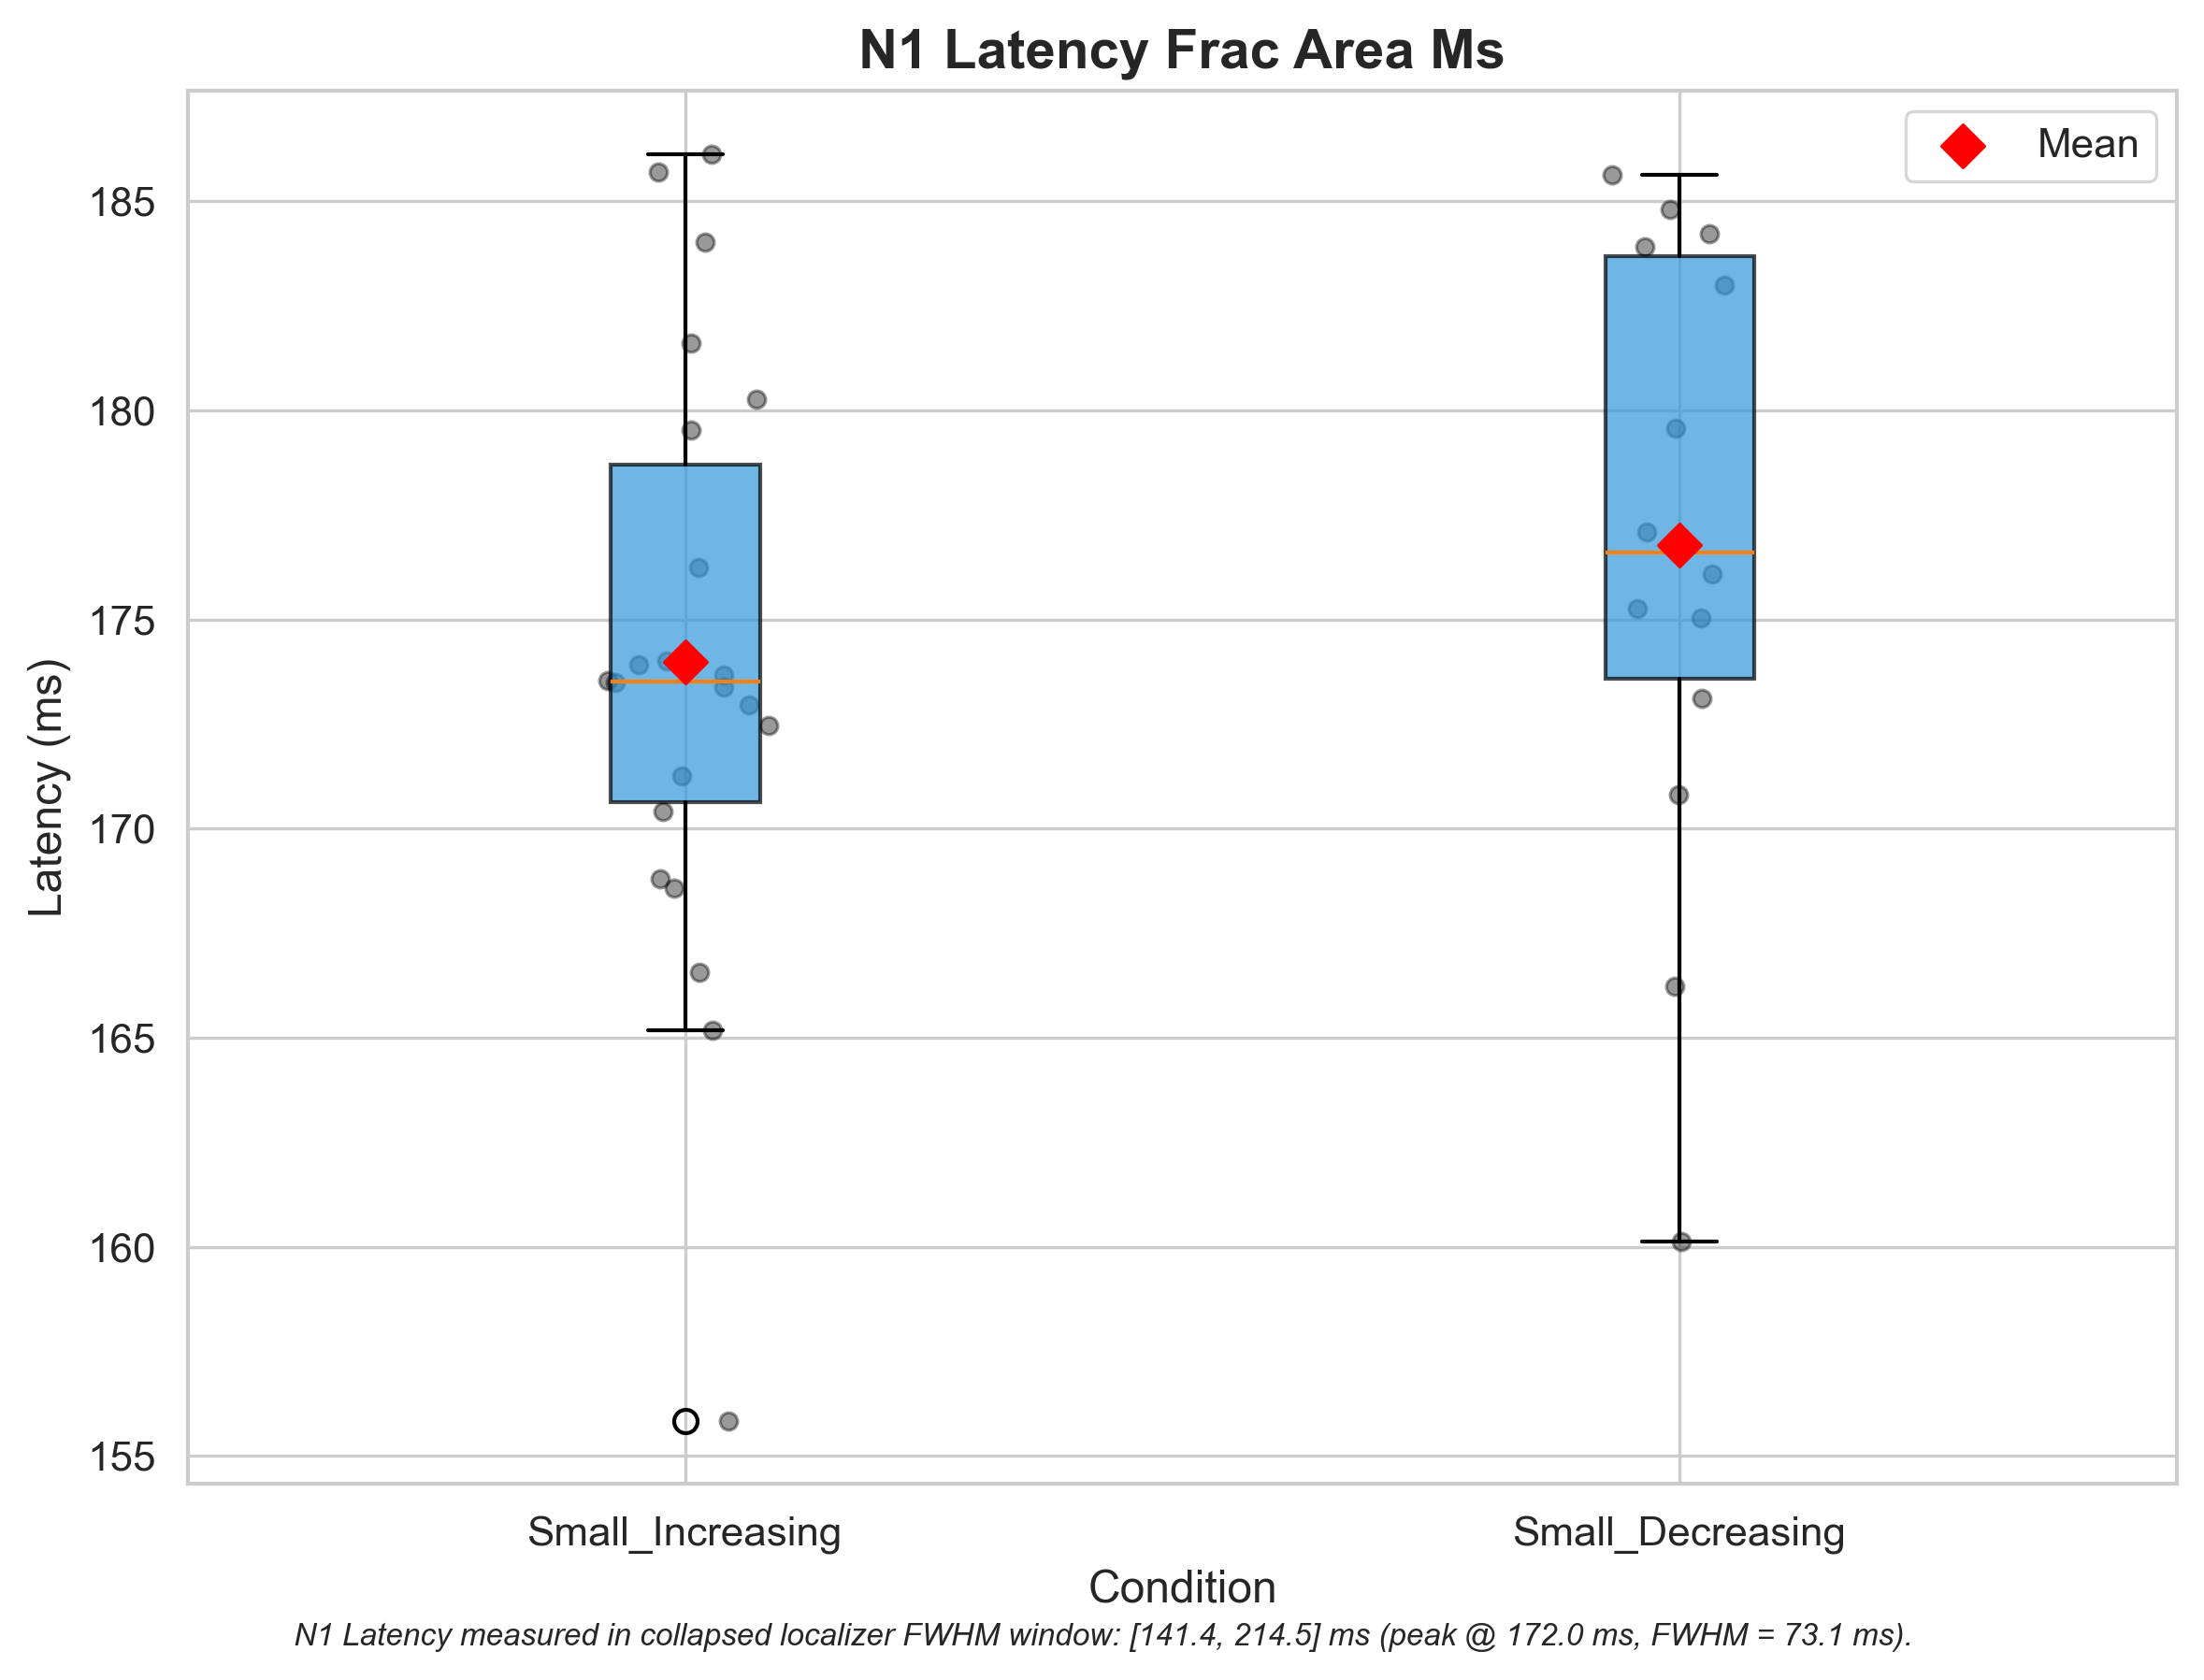 N1 Latency Frac Area Ms
Mean
185
180
175
170
165
160
155
Latency (ms)
Small_Increasing
Small_Decreasing
Condition
N1 Latency measured in collapsed localizer FWHM window: [141.4, 214.5] ms (peak @ 172.0 ms, FWHM = 73.1 ms).